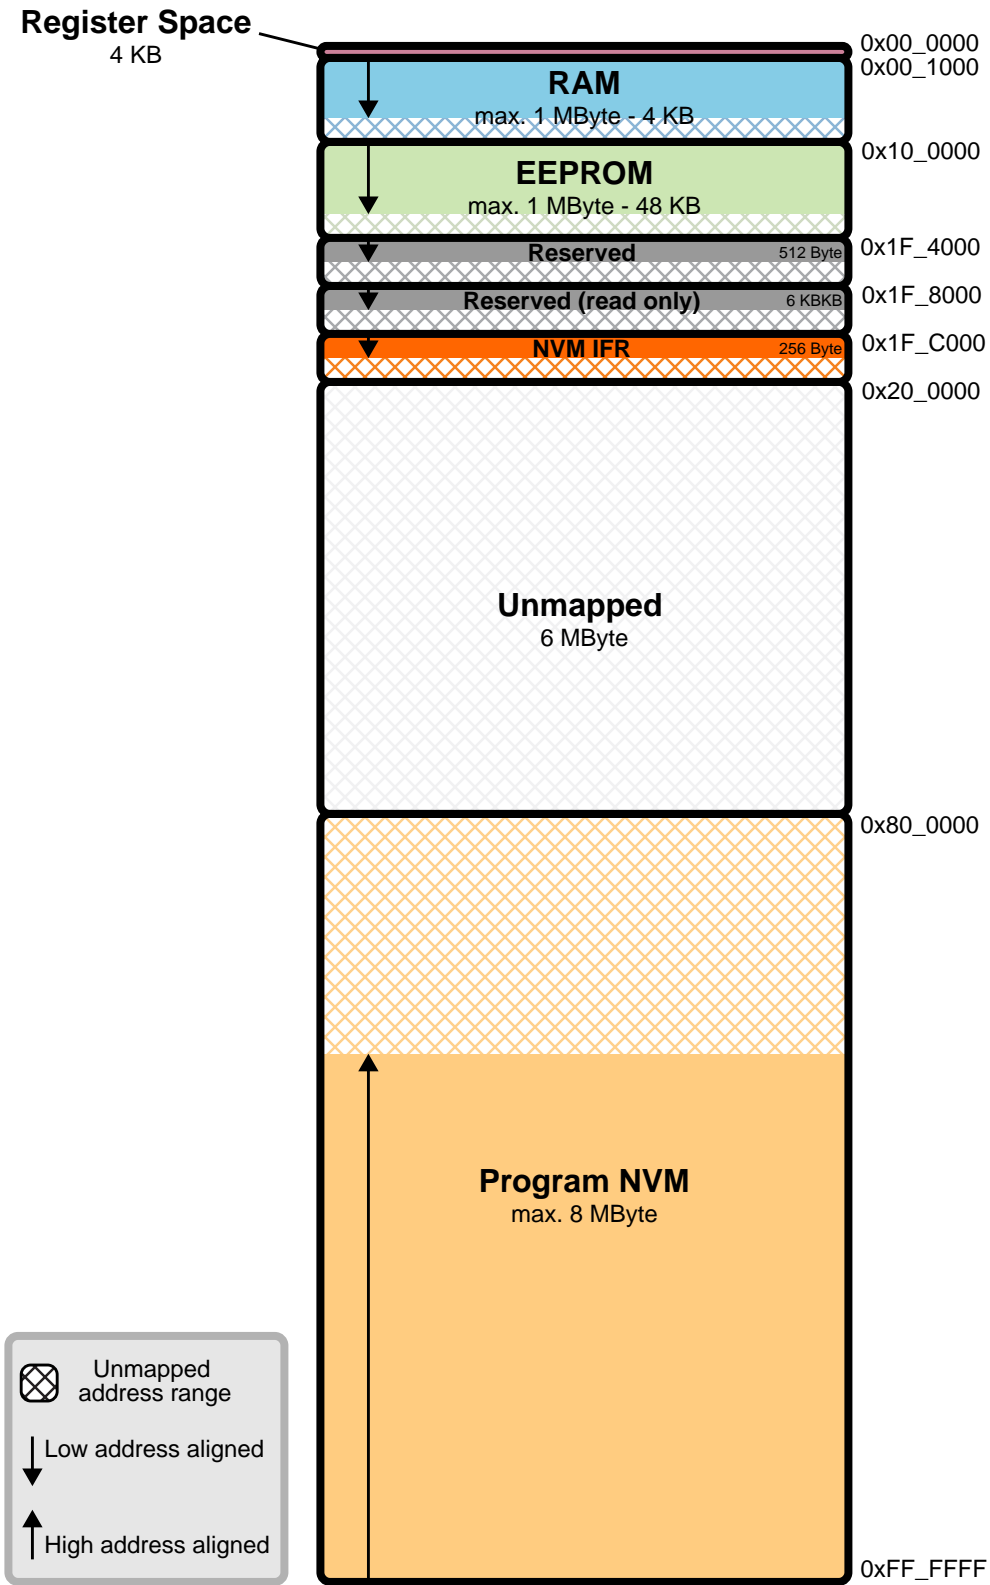 Register Space
4 KB
0x00_0000
0x00_1000
RAM
max. 1 MByte - 4 KB
0x10_0000
EEPROM
max. 1 MByte - 48 KB
0x1F_4000
Reserved
512 Byte
0x1F_8000
Reserved (read only)
6 KBKB
0x1F_C000
NVM IFR
256 Byte
0x20_0000
Unmapped
6 MByte
0x80_0000
Program NVM
max. 8 MByte
Unmapped
address range
Low address aligned
High address aligned
0xFF_FFFF